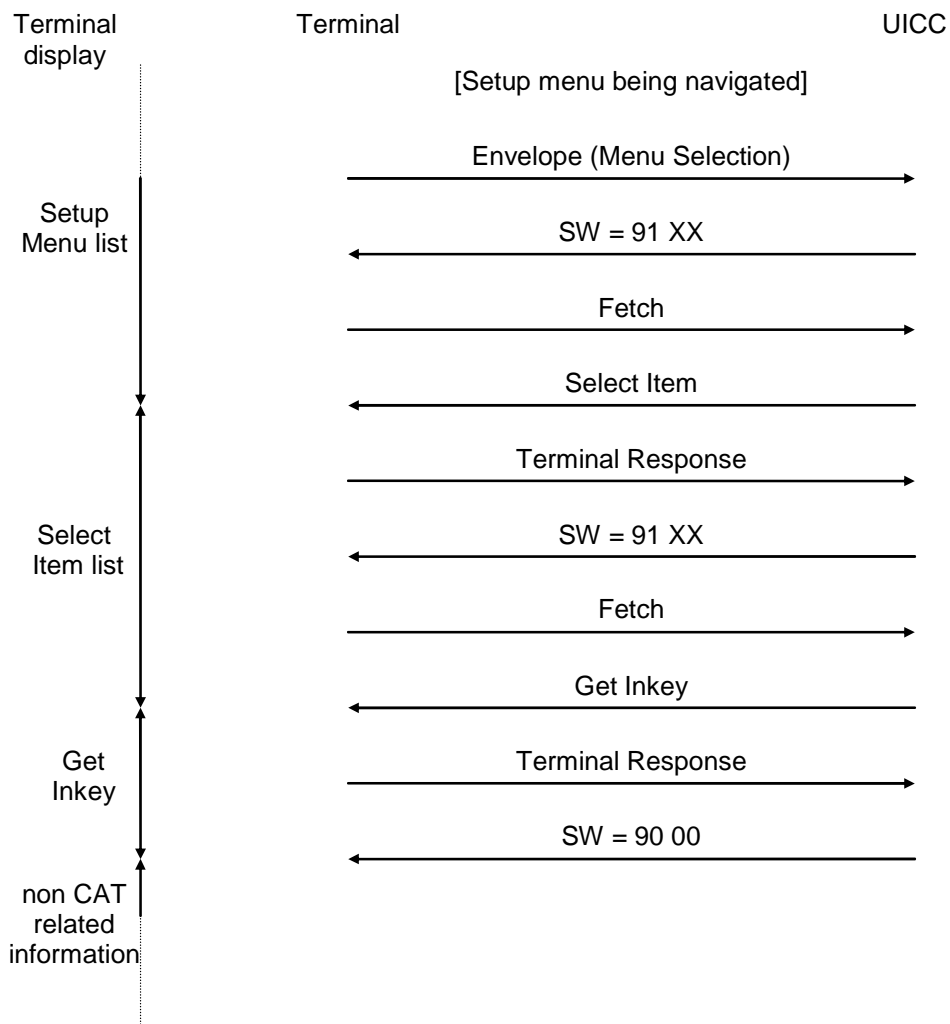 Terminal display
Terminal
UICC
[Setup menu being navigated]
Envelope (Menu Selection)
Setup
Menu list
SW = 91 XX
Fetch
Select Item
Terminal Response
Select
Item list
SW = 91 XX
Fetch
Get Inkey
Get
Inkey
Terminal Response
SW = 90 00
non CAT
related
information